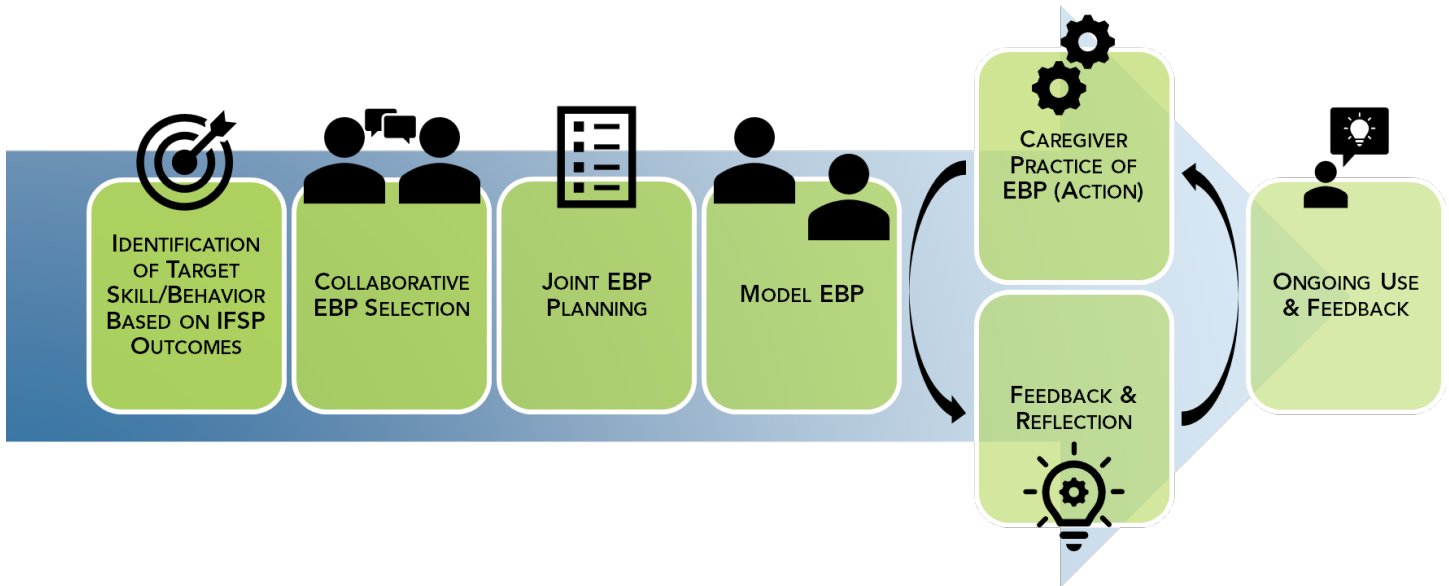 Identification
of Target
Skill/Behavior
Based on IFSP
Outcomes
Collaborative
EBP Selection
Joint EBP
Planning
Model EBP
Caregiver
Practice of
EBP (Action)
Feedback &
Reflection
Ongoing Use
& Feedback